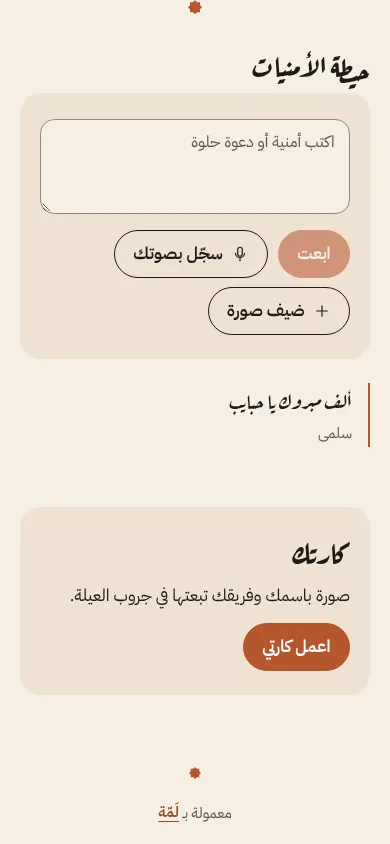 حيطة الأمنيات
اكتب أمنية أو دعوة حلوة
ابعت
سجّل بصوتك
ضيف صورة
ألف مبروك يا حبايب
سلمى
كارتك
صورة باسمك وفريقك تبعتها في جروب العيلة.
اعمل كارتي
معمولة بـ لَمّة